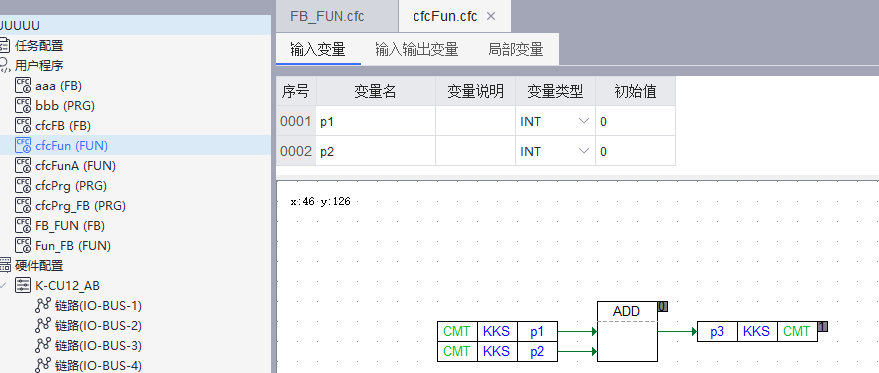 UUUUU
任务配置
用户程序
aaa (FB)
bbb (PRG)
cfcFB (FB)
cfcFun (FUN)
cfcFunA (FUN)
cfcPrg (PRG)
cfcPrg_FB (PRG)
FB_FUN (FB)
Fun_FB (FUN)
硬件配置
K-CU12_AB
链路(IO-BUS-1)
链路(IO-BUS-2)
链路(IO-BUS-3)
链路(IO-BUS-4)
FB_FUN.cfc cfcFun.cfc ×
输入变量 输入输出变量 局部变量
序号 变量名 变量说明 变量类型 初始值
0001 p1 INT 0
0002 p2 INT 0
x:46 y:126
ADD 0
CMT KKS p1 p3 KKS CMT 1
CMT KKS p2